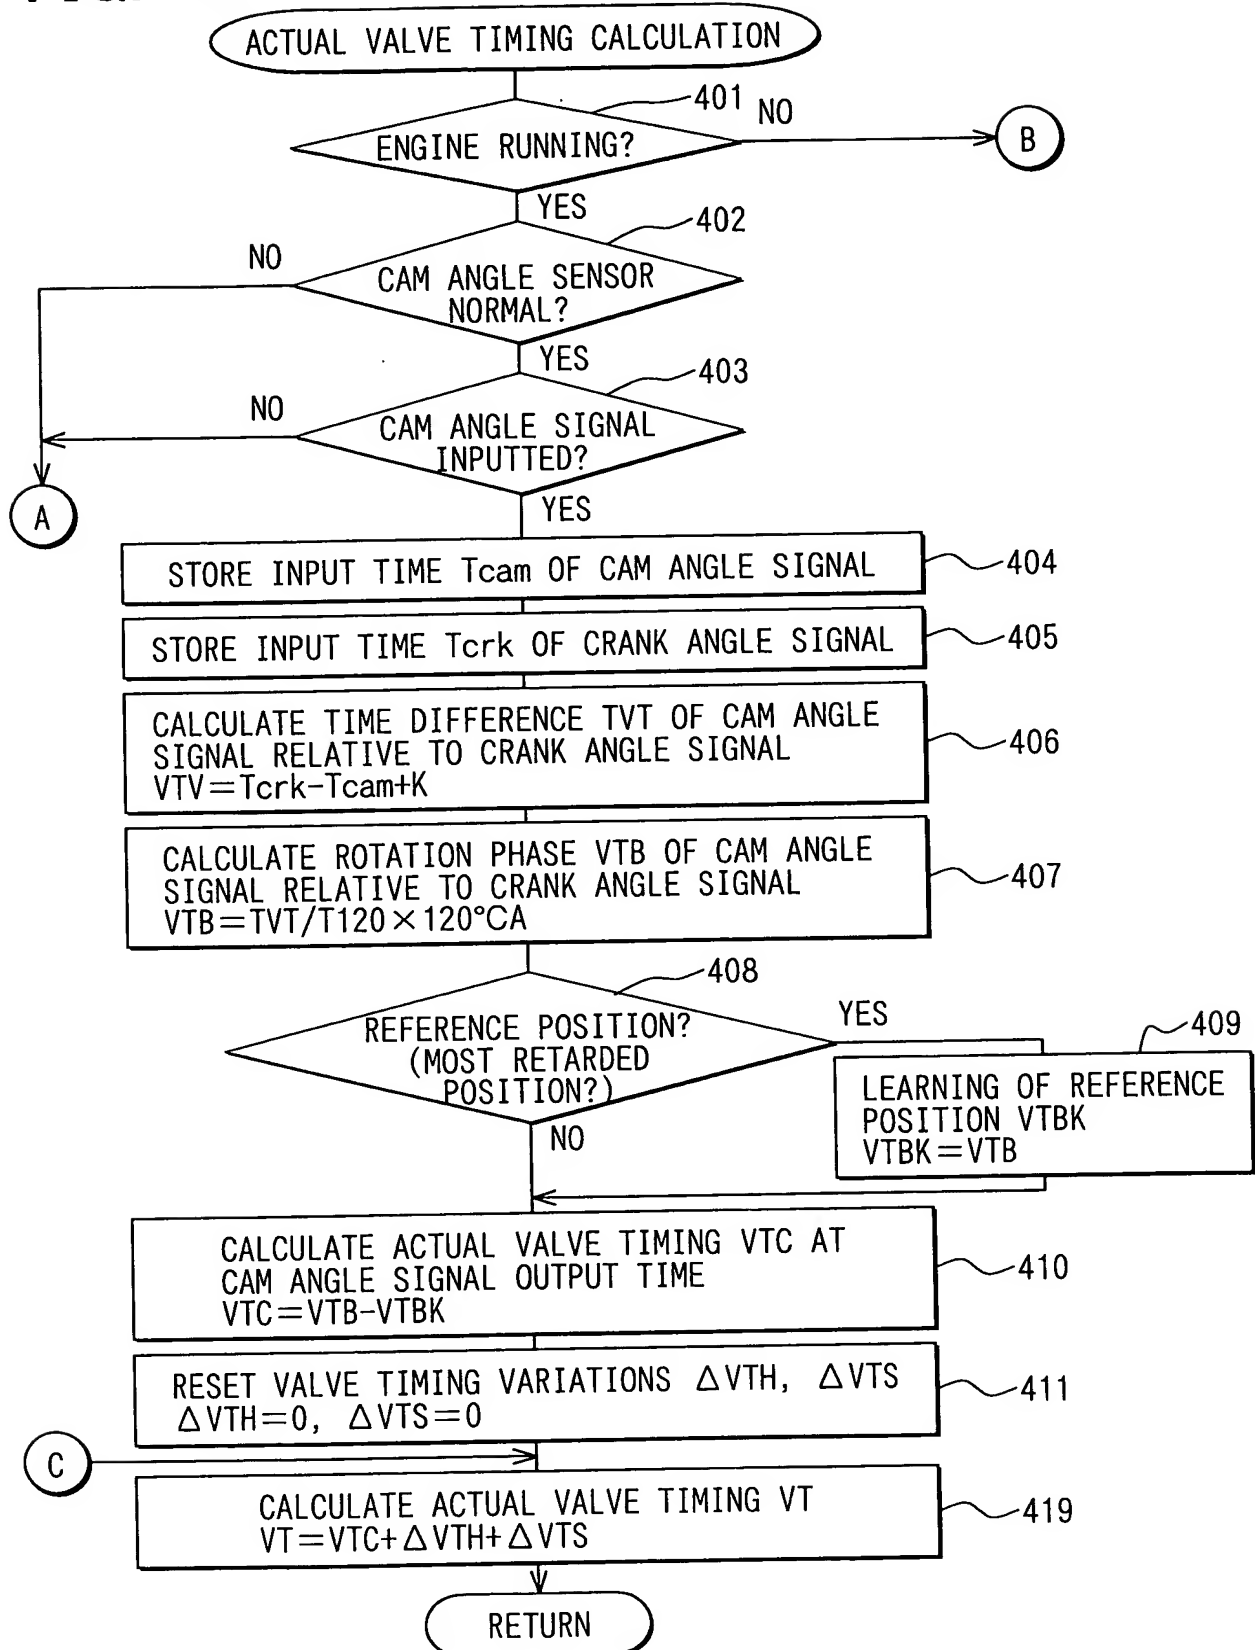 ACTUAL VALVE TIMING CALCULATION
401
NO
ENGINE RUNNING?
B
YES
402
NO
CAM ANGLE SENSOR
NORMAL?
YES
403
NO
CAM ANGLE SIGNAL
INPUTTED?
A
YES
STORE INPUT TIME Tcam OF CAM ANGLE SIGNAL
404
STORE INPUT TIME Tcrk OF CRANK ANGLE SIGNAL
405
CALCULATE TIME DIFFERENCE TVT OF CAM ANGLE
SIGNAL RELATIVE TO CRANK ANGLE SIGNAL
VTV=Tcrk-Tcam+K
406
CALCULATE ROTATION PHASE VTB OF CAM ANGLE
SIGNAL RELATIVE TO CRANK ANGLE SIGNAL
VTB=TVT/T120×120°CA
407
408
REFERENCE POSITION?
(MOST RETARDED
POSITION?)
YES
409
LEARNING OF REFERENCE
POSITION VTBK
VTBK=VTB
NO
CALCULATE ACTUAL VALVE TIMING VTC AT
CAM ANGLE SIGNAL OUTPUT TIME
VTC=VTB-VTBK
410
RESET VALVE TIMING VARIATIONS ΔVTH, ΔVTS
ΔVTH=0, ΔVTS=0
411
C
CALCULATE ACTUAL VALVE TIMING VT
VT=VTC+ΔVTH+ΔVTS
419
RETURN